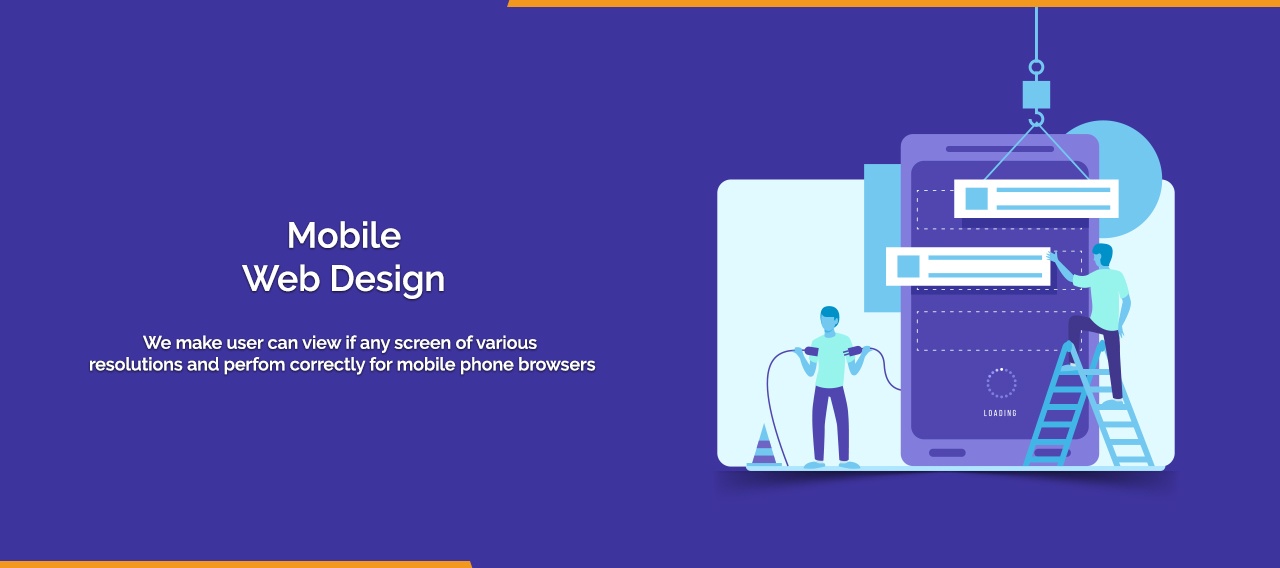 Mobile
Web Design
We make user can view if any screen of various
resolutions and perfom correctly for mobile phone browsers
LOADING